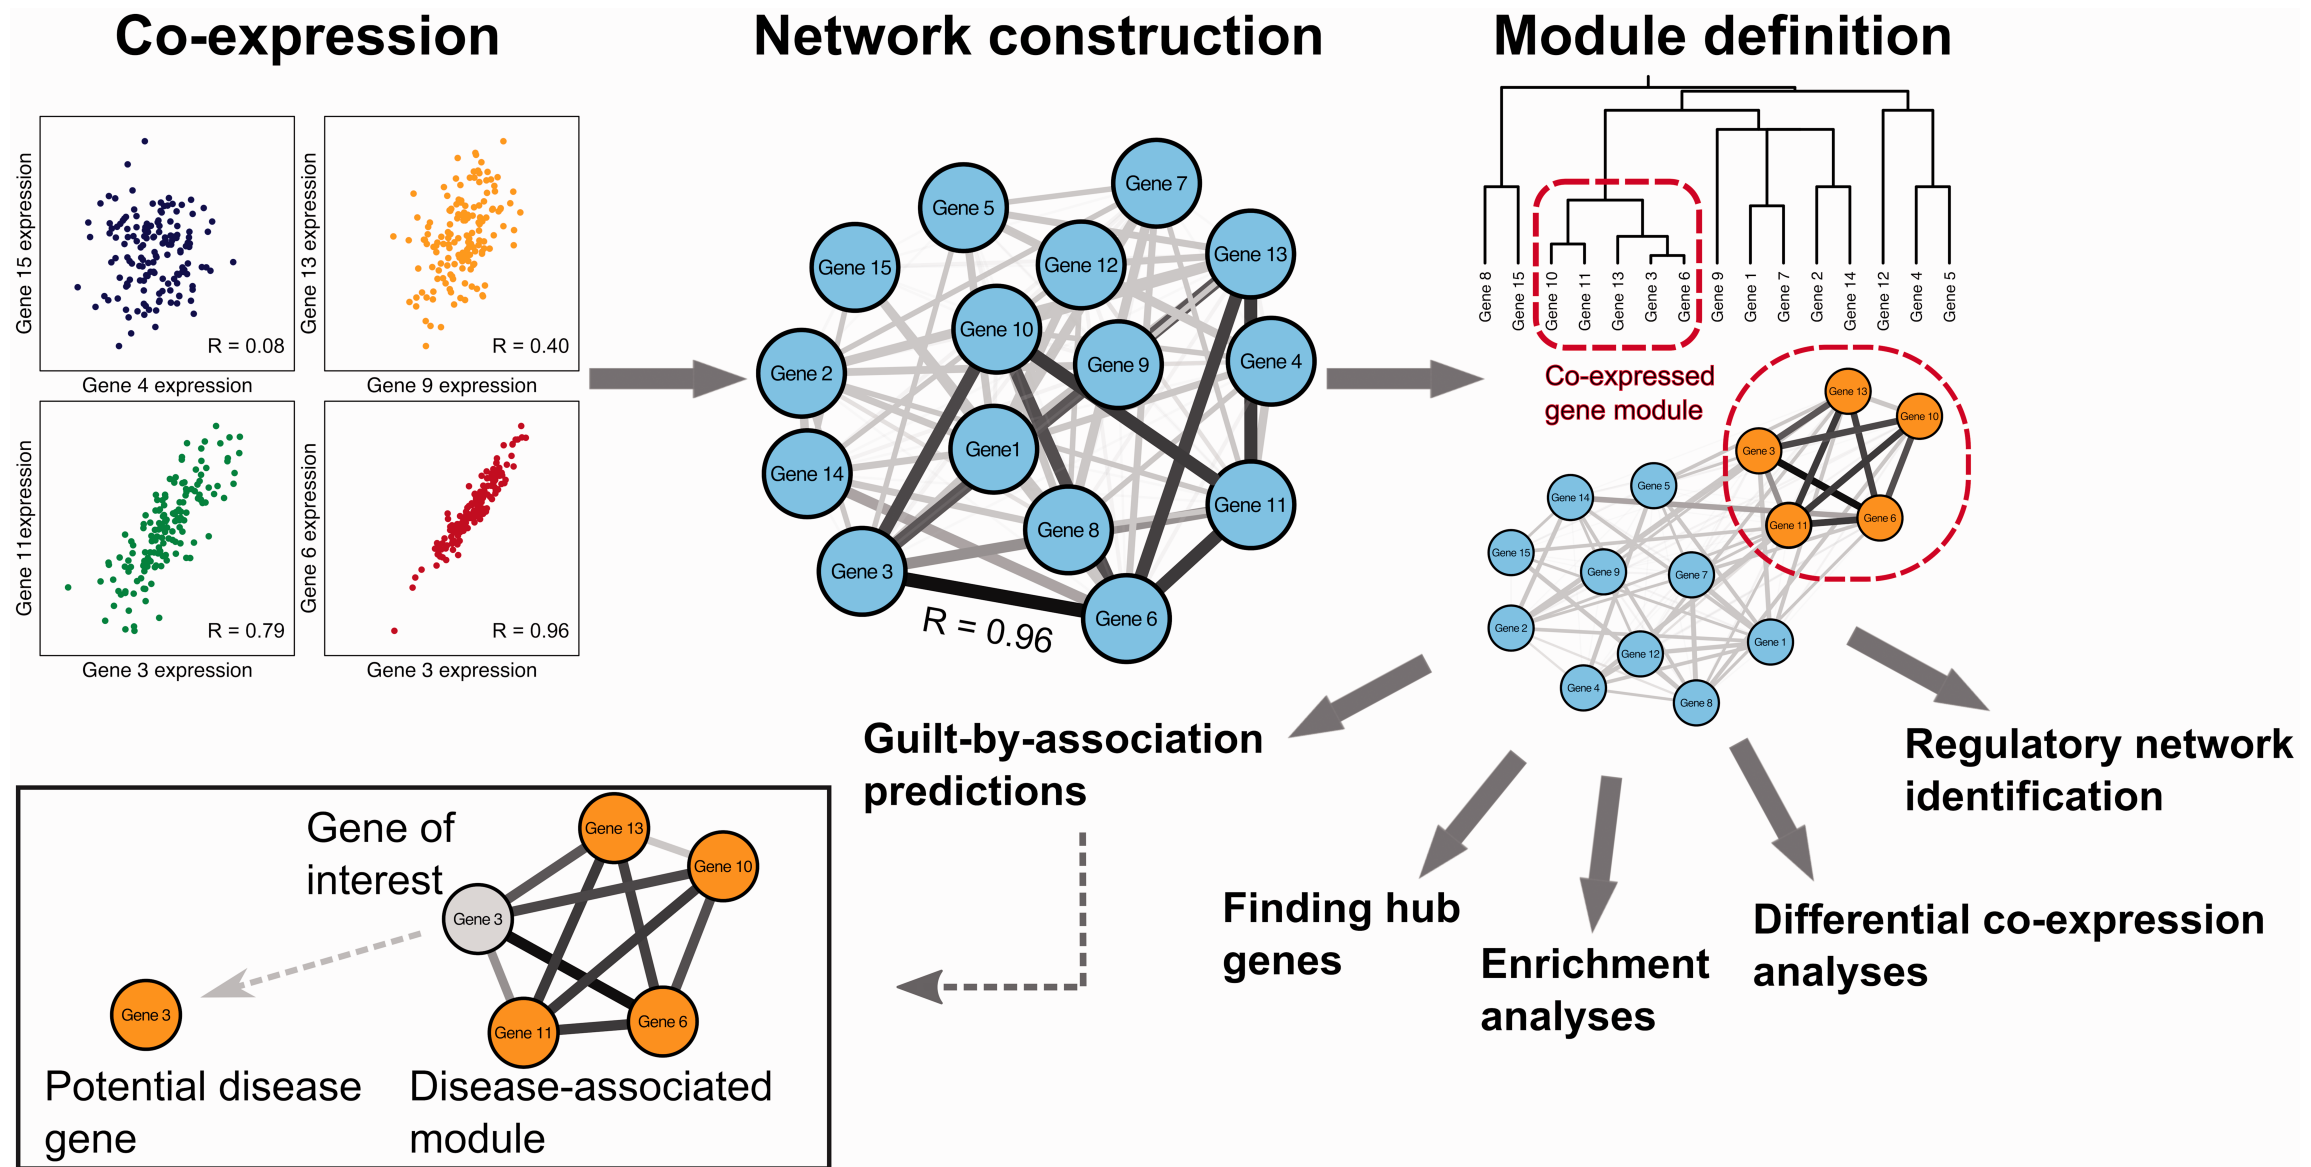 Co-expression
Network construction
Module definition
Gene 15 expression
R = 0.08
Gene 4 expression
Gene 13 expression
R = 0.40
Gene 9 expression
Gene 11expression
R = 0.79
Gene 3 expression
Gene 6 expression
R = 0.96
Gene 3 expression
Gene 7
Gene 5
Gene 13
Gene 12
Gene 15
Gene 10
Gene 9
Gene 4
Gene 2
Gene1
Gene 14
Gene 11
Gene 8
Gene 3
Gene 6
R = 0.96
Gene 8
Gene 15
Gene 10
Gene 11
Gene 13
Gene 3
Gene 6
Gene 9
Gene 1
Gene 7
Gene 2
Gene 14
Gene 12
Gene 4
Gene 5
Co-expressed
gene module
Gene 13
Gene 10
Gene 3
Gene 5
Gene 14
Gene 11
Gene 6
Gene 15
Gene 9
Gene 7
Gene 2
Gene 12
Gene 1
Gene 4
Gene 8
Guilt-by-association
predictions
Finding hub
genes
Enrichment
analyses
Differential co-expression
analyses
Regulatory network
identification
Gene of
interest
Gene 13
Gene 10
Gene 3
Gene 11
Gene 6
Gene 3
Potential disease
gene
Disease-associated
module